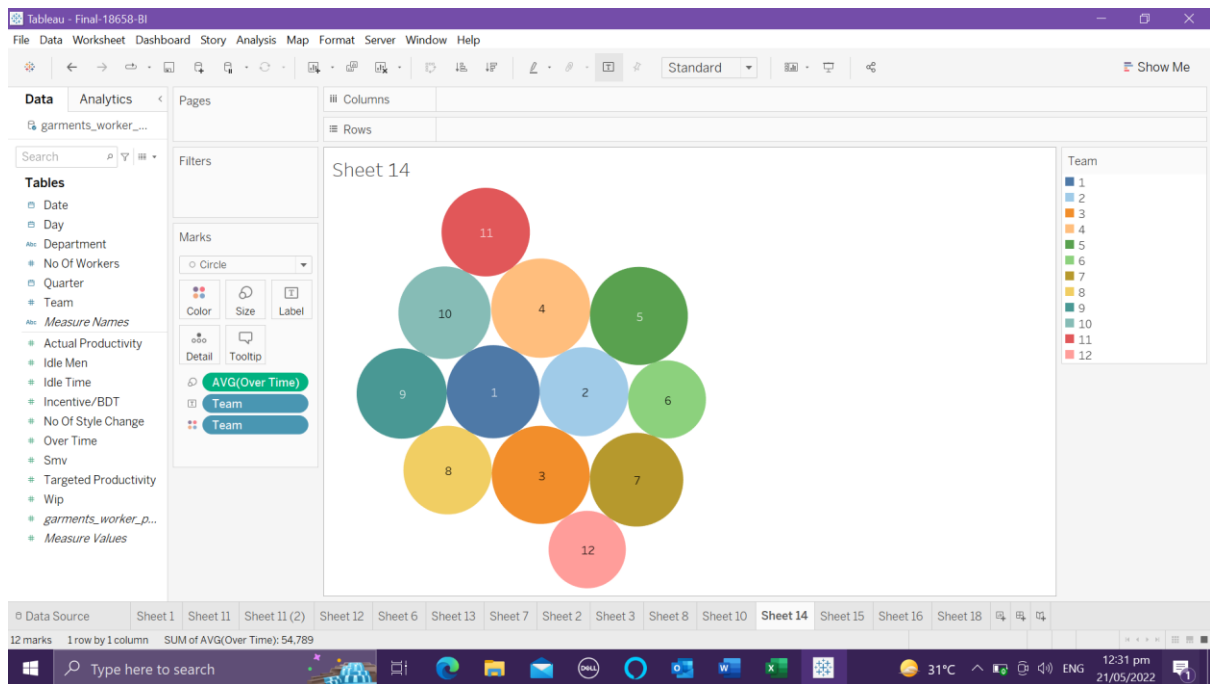 Tableau - Final-18658-BI
File Data Worksheet Dashboard Story Analysis Map Format Server Window Help
Standard
Show Me
Data Analytics
Pages
Columns
garments_worker_...
Rows
Search
Filters
Sheet 14
Team
Tables
Date
Day
Abc Department
# No Of Workers
Quarter
# Team
Abc Measure Names
# Actual Productivity
# Idle Men
# Idle Time
# Incentive/BDT
# No Of Style Change
# Over Time
# Smv
# Targeted Productivity
# Wip
# garments_worker_p...
# Measure Values
Marks
Circle
Color Size Label
Detail Tooltip
AVG(Over Time)
Team
Team
11
10
4
5
9
1
2
6
8
3
7
12
1
2
3
4
5
6
7
8
9
10
11
12
Data Source Sheet 1 Sheet 11 Sheet 11 (2) Sheet 12 Sheet 6 Sheet 13 Sheet 7 Sheet 2 Sheet 3 Sheet 8 Sheet 10 Sheet 14 Sheet 15 Sheet 16 Sheet 18
12 marks 1 row by 1 column SUM of AVG(Over Time): 54,789
Type here to search
DELL
31°C
ENG
12:31 pm
21/05/2022
1